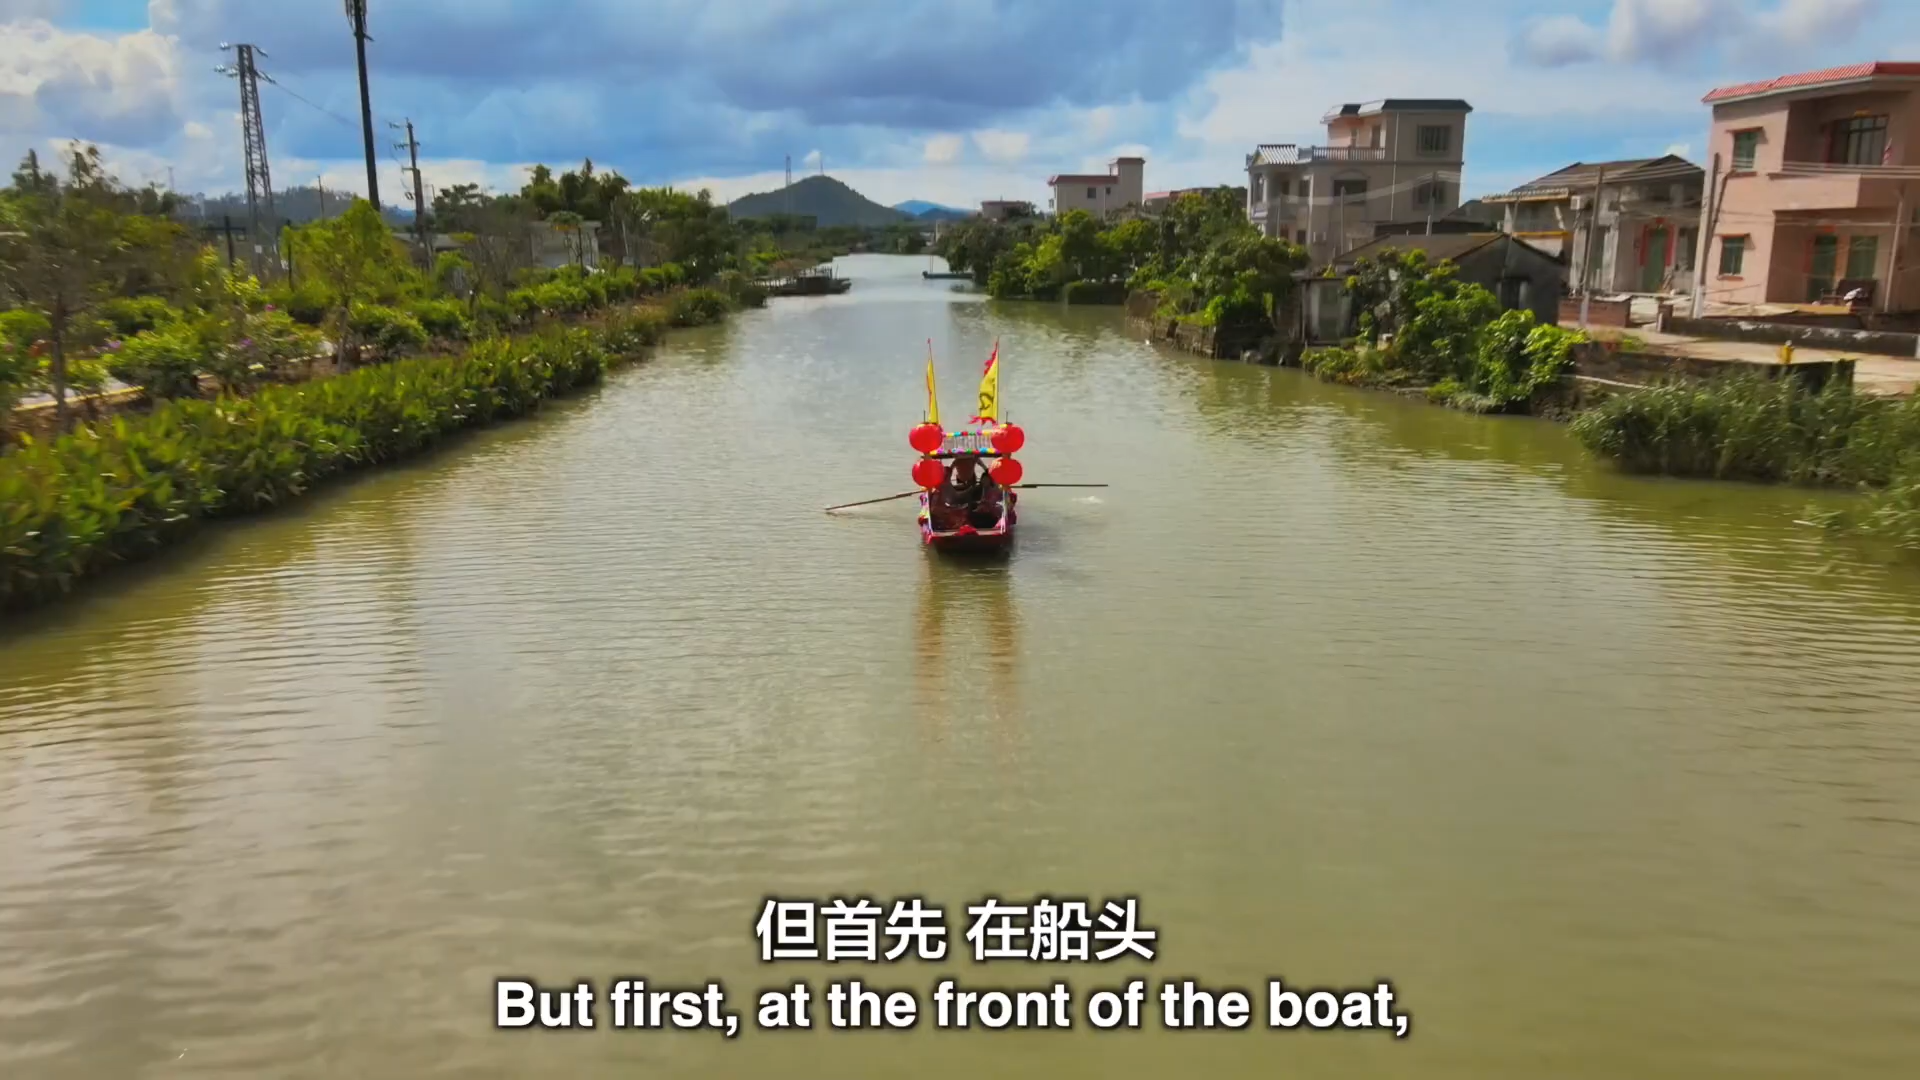 但首先 在船头
But first, at the front of the boat,